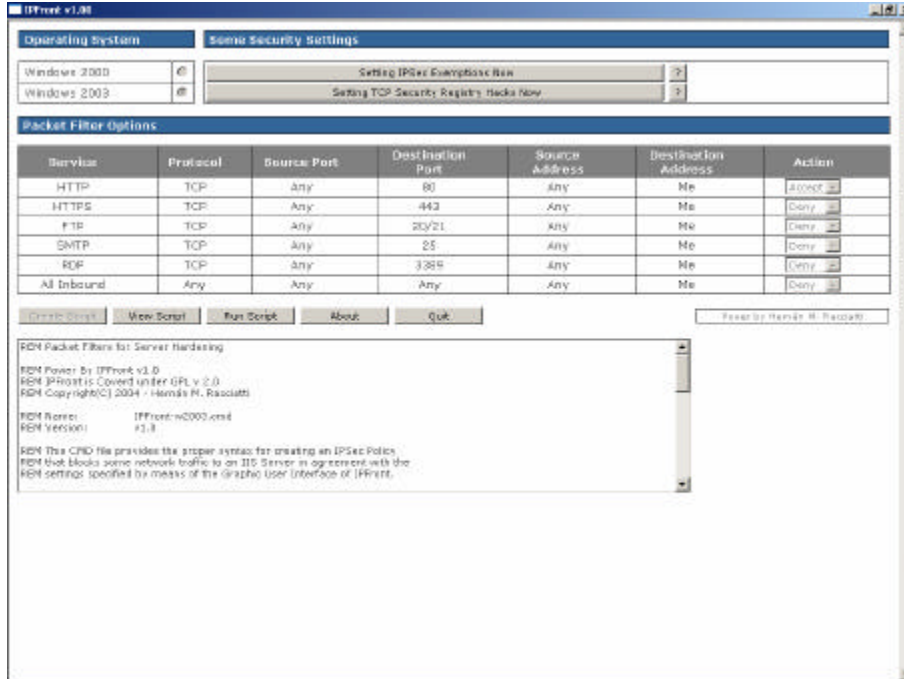 IPFront v1.00
Operating System Some Security Settings
Windows 2000 Setting IPSec Exemptions Now ?
Windows 2003 Setting TCP Security Registry Hacks Now ?
Packet Filter Options
Service Protocol Source Port Destination Port Source Address Destination Address Action
HTTP TCP Any 80 Any Me Accept
HTTPS TCP Any 443 Any Me Deny
FTP TCP Any 20/21 Any Me Deny
SMTP TCP Any 25 Any Me Deny
RDP TCP Any 3389 Any Me Deny
All Inbound Any Any Any Any Me Deny
Create Script View Script Run Script About Quit Power by Hernán M. Racciatti
REM Packet Filters for Server Hardening
REM Power By IPFront v1.0
REM IPFront is Coverd under GPL v 2.0
REM Copyright(C) 2004 - Hernán M. Racciatti
REM Name: IPFront-w2003.cmd
REM Version: v1.0
REM This CMD file provides the proper syntax for creating an IPSec Policy
REM that blocks some network traffic to an IIS Server in agreement with the
REM settings specified by means of the Graphic User Interface of IPFront.